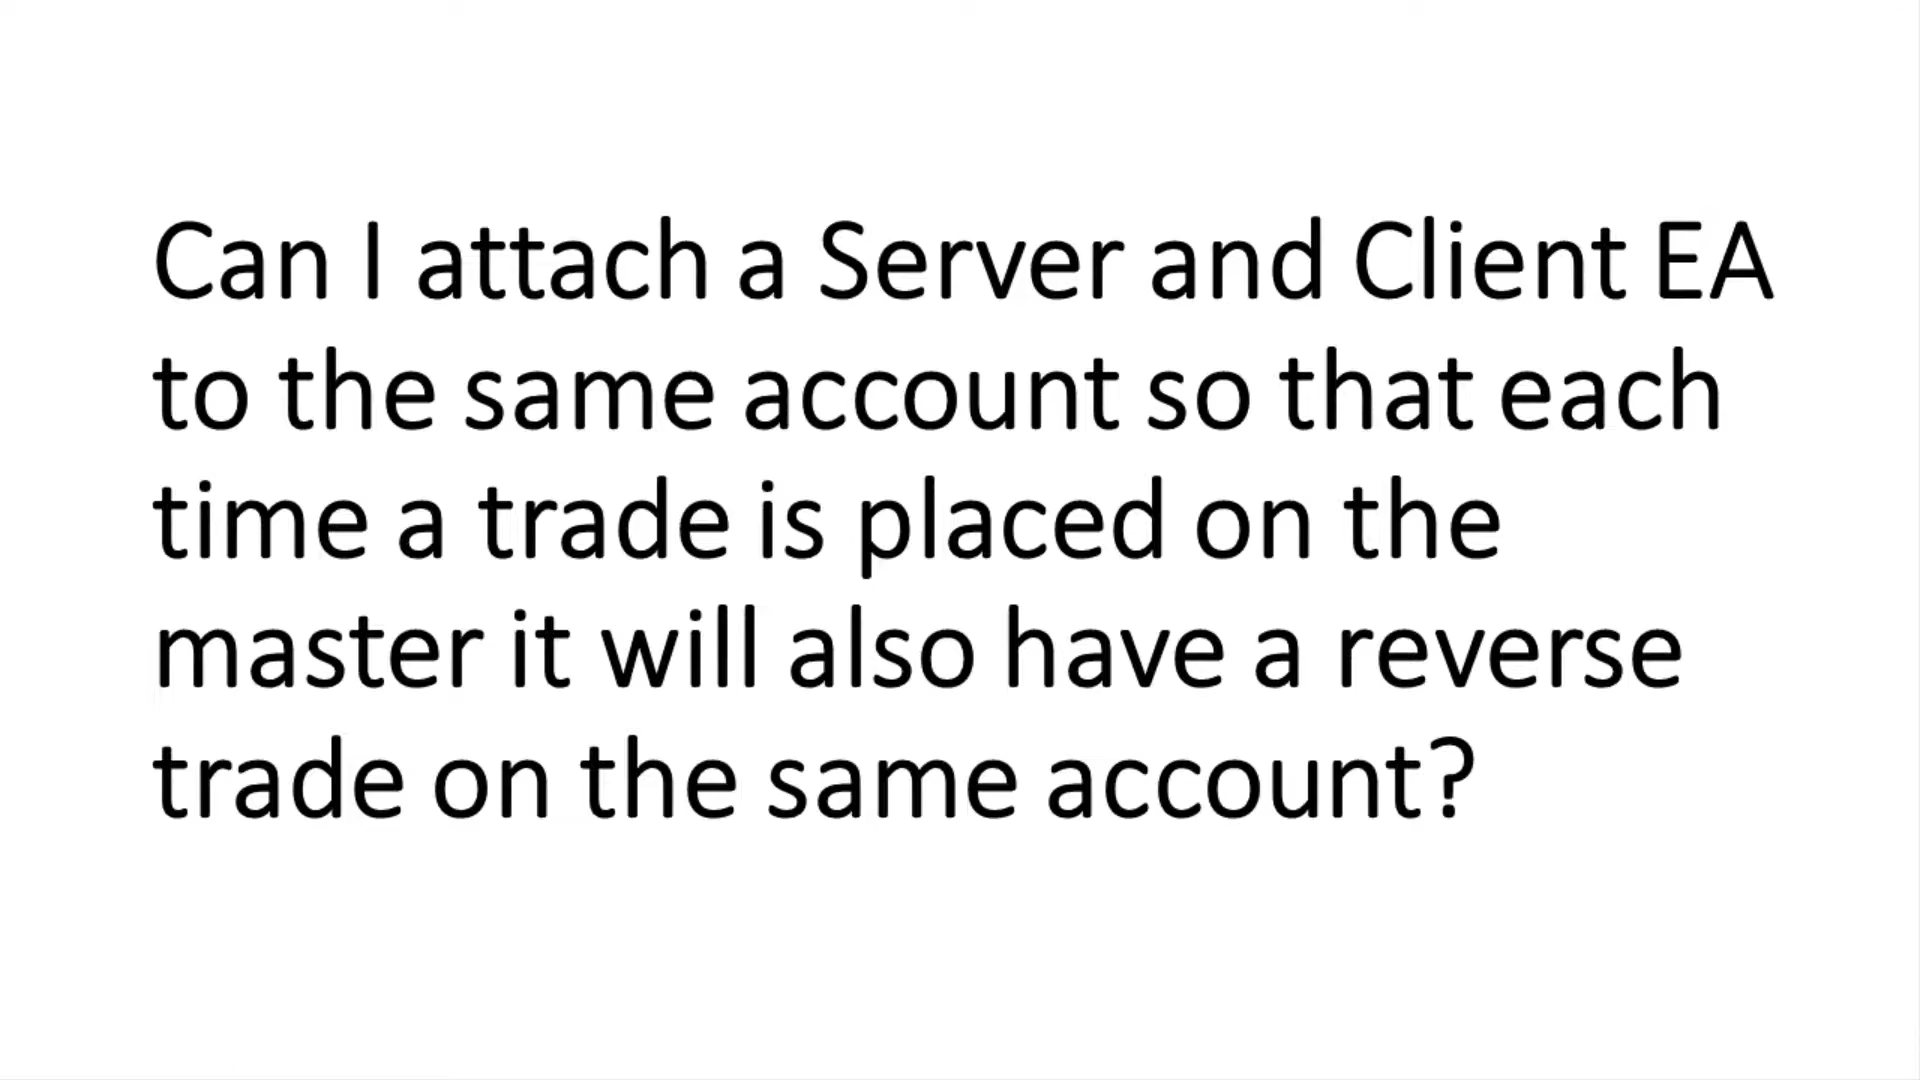 Can I attach a Server and Client EA
to the same account so that each
time a trade is placed on the
master it will also have a reverse
trade on the same account?